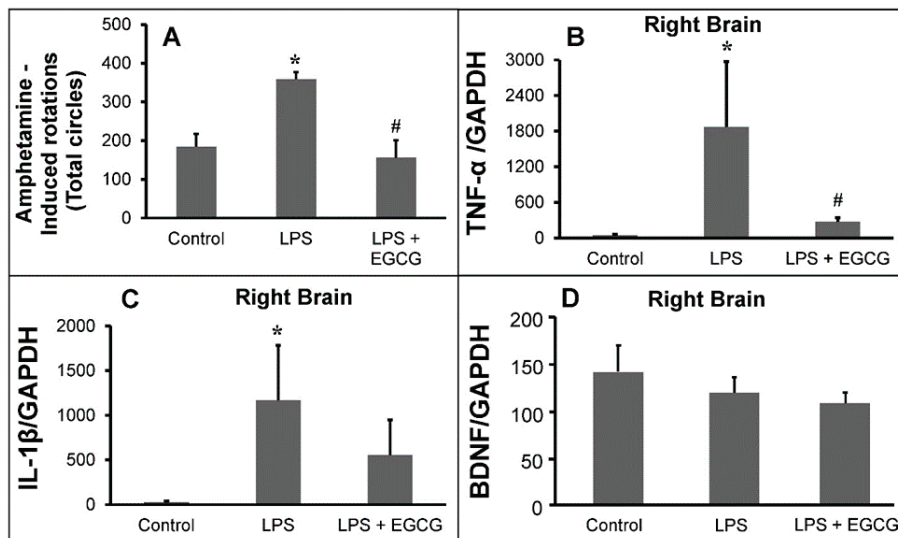 A
Amphetamine -
Induced rotations
(Total circles)
500
400
300
200
100
0
*
#
Control
LPS
LPS +
EGCG
B
Right Brain
TNF-α /GAPDH
3000
2400
1800
1200
600
0
*
#
Control
LPS
LPS + EGCG
C
Right Brain
IL-1β/GAPDH
2000
1500
1000
500
0
*
Control
LPS
LPS + EGCG
D
Right Brain
BDNF/GAPDH
200
150
100
50
0
Control
LPS
LPS + EGCG